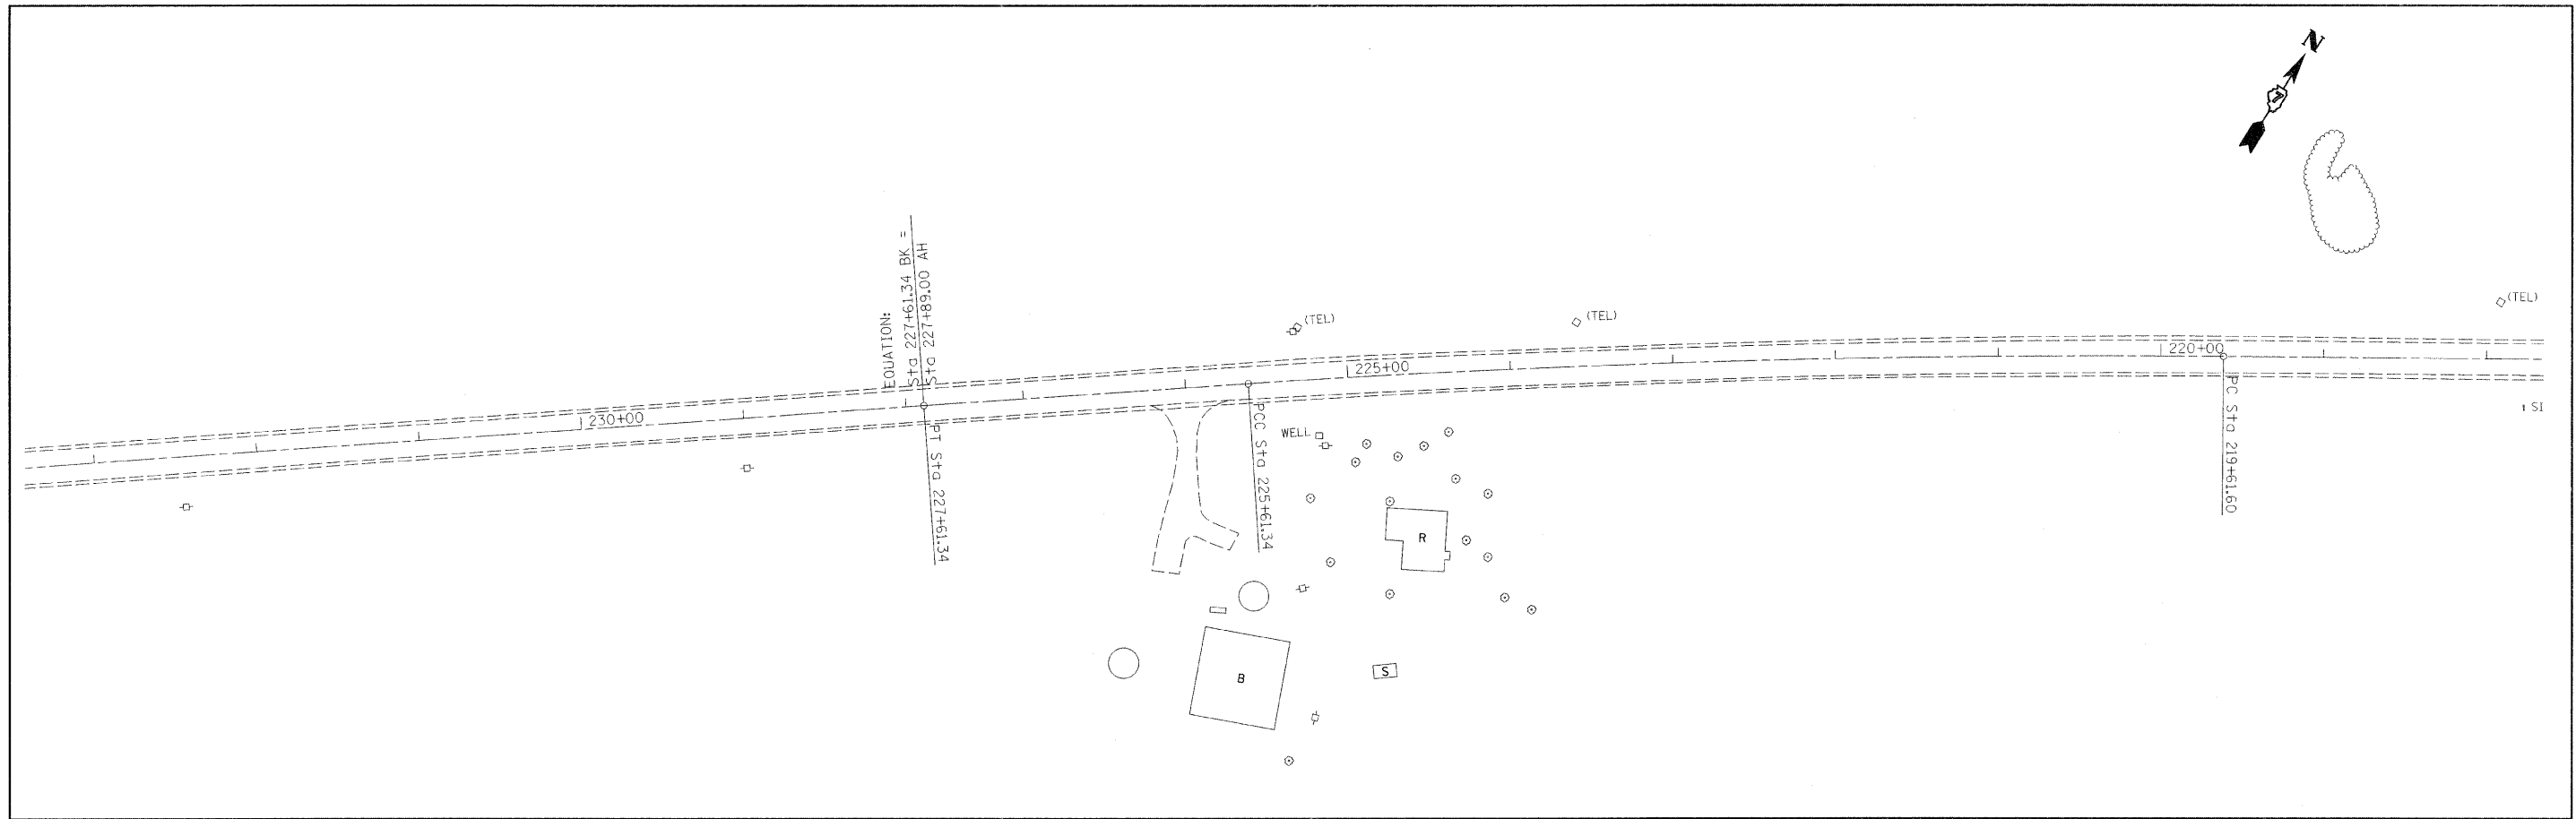 N
7
EQUATION:
Sta 227+61.34 BK =
Sta 227+89.00 AH
(TEL)
(TEL)
(TEL)
230+00
225+00
220+00
PT Sta 227+61.34
PCC Sta 225+61.34
PC Sta 219+61.60
WELL
SI
R
B
S